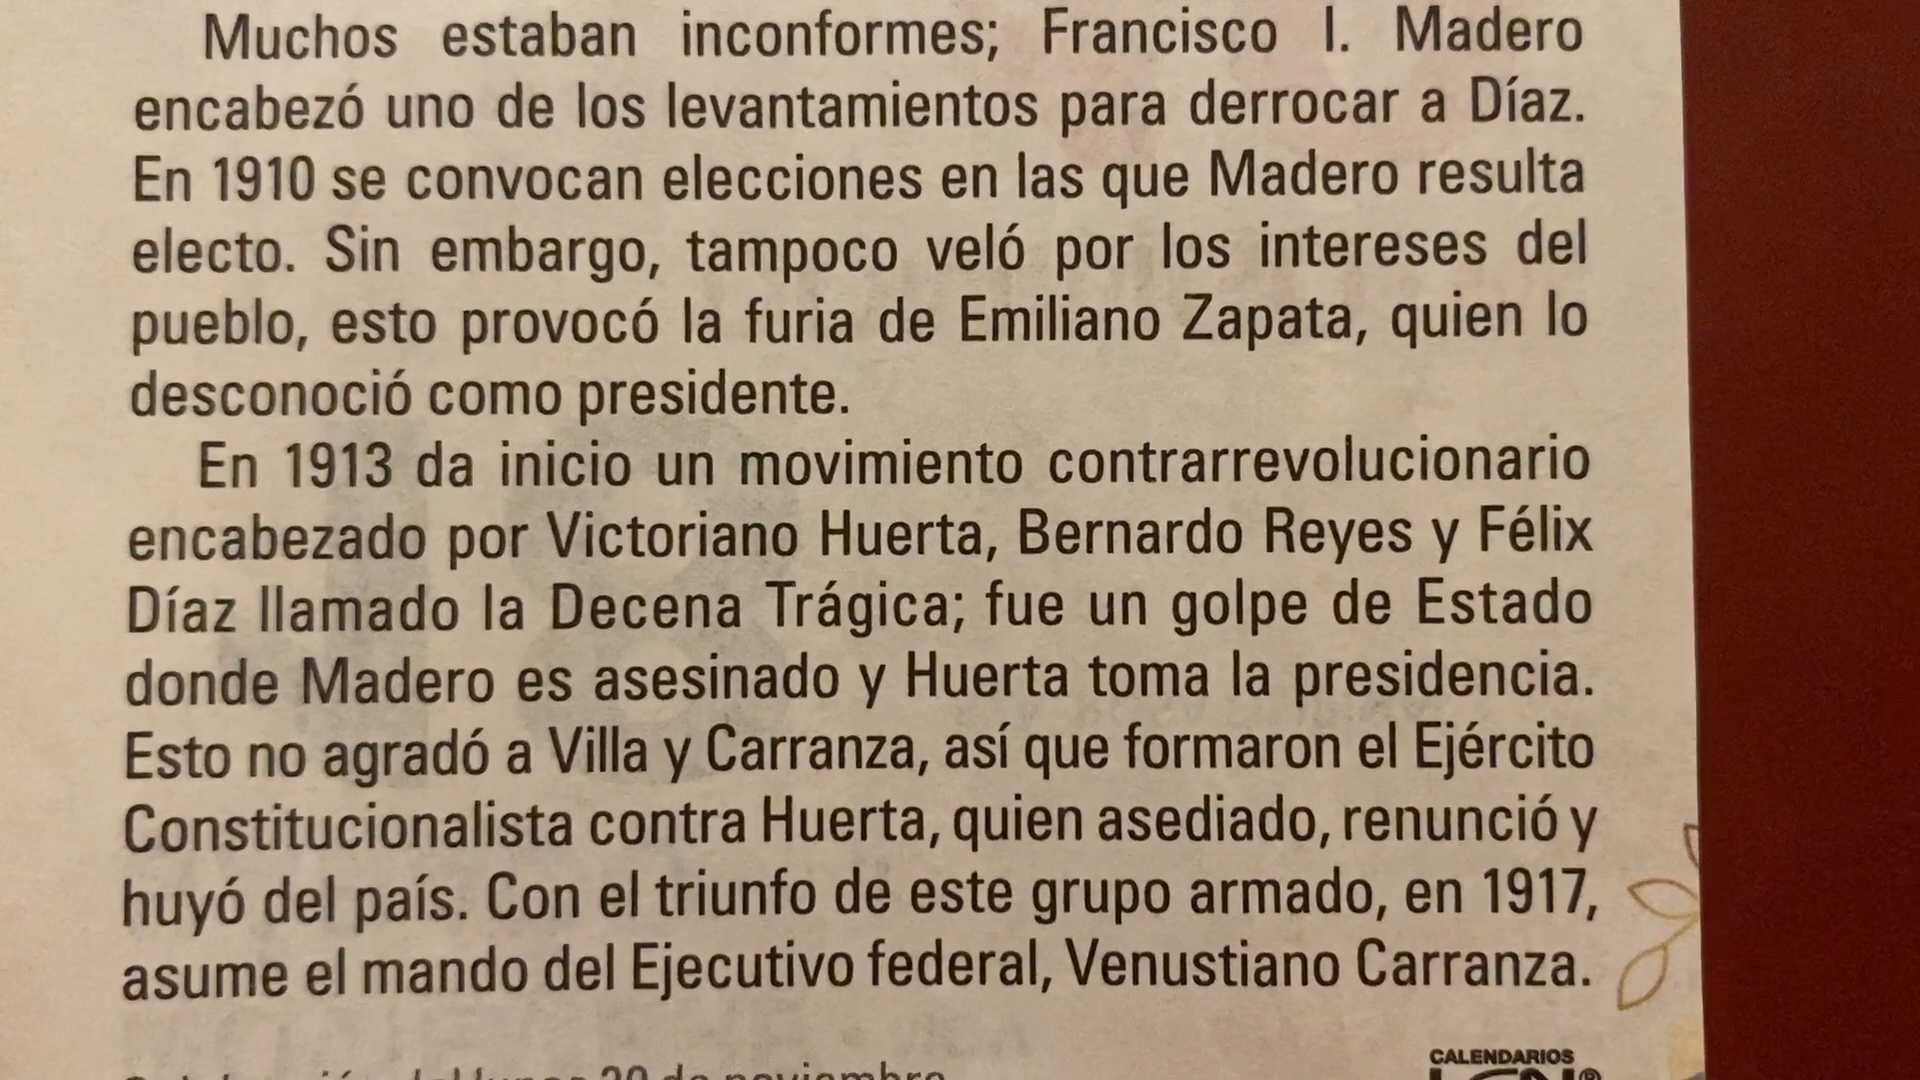 Muchos estaban inconformes; Francisco I. Madero
encabezó uno de los levantamientos para derrocar a Díaz.
En 1910 se convocan elecciones en las que Madero resulta
electo. Sin embargo, tampoco veló por los intereses del
pueblo, esto provocó la furia de Emiliano Zapata, quien lo
desconoció como presidente.
En 1913 da inicio un movimiento contrarrevolucionario
encabezado por Victoriano Huerta, Bernardo Reyes y Félix
Díaz llamado la Decena Trágica; fue un golpe de Estado
donde Madero es asesinado y Huerta toma la presidencia.
Esto no agradó a Villa y Carranza, así que formaron el Ejército
Constitucionalista contra Huerta, quien asediado, renunció y
huyó del país. Con el triunfo de este grupo armado, en 1917,
asume el mando del Ejecutivo federal, Venustiano Carranza.
del lunes 20 de noviembre
CALENDARIOS